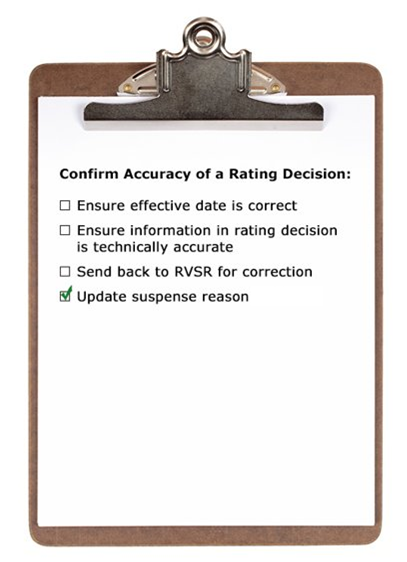 Confirm Accuracy of a Rating Decision:
Ensure effective date is correct
Ensure information in rating decision
is technically accurate
Send back to RVSR for correction
Update suspense reason